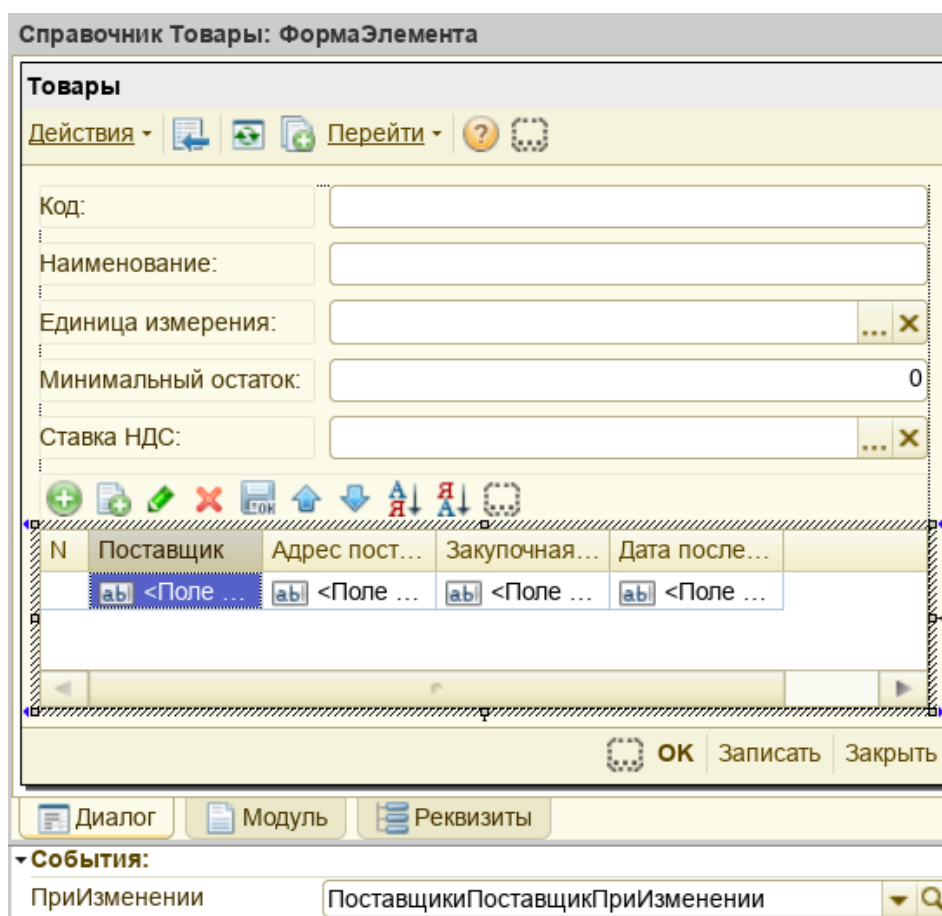 Справочник Товары: ФормаЭлемента
Товары
Действия Перейти
Код:
Наименование:
Единица измерения:
Минимальный остаток: 0
Ставка НДС:
N Поставщик Адрес пост... Закупочная... Дата после...
<Поле ... <Поле ... <Поле ... <Поле ...
ОК Записать Закрыть
Диалог Модуль Реквизиты
События:
ПриИзменении ПоставщикиПоставщикПриИзменении